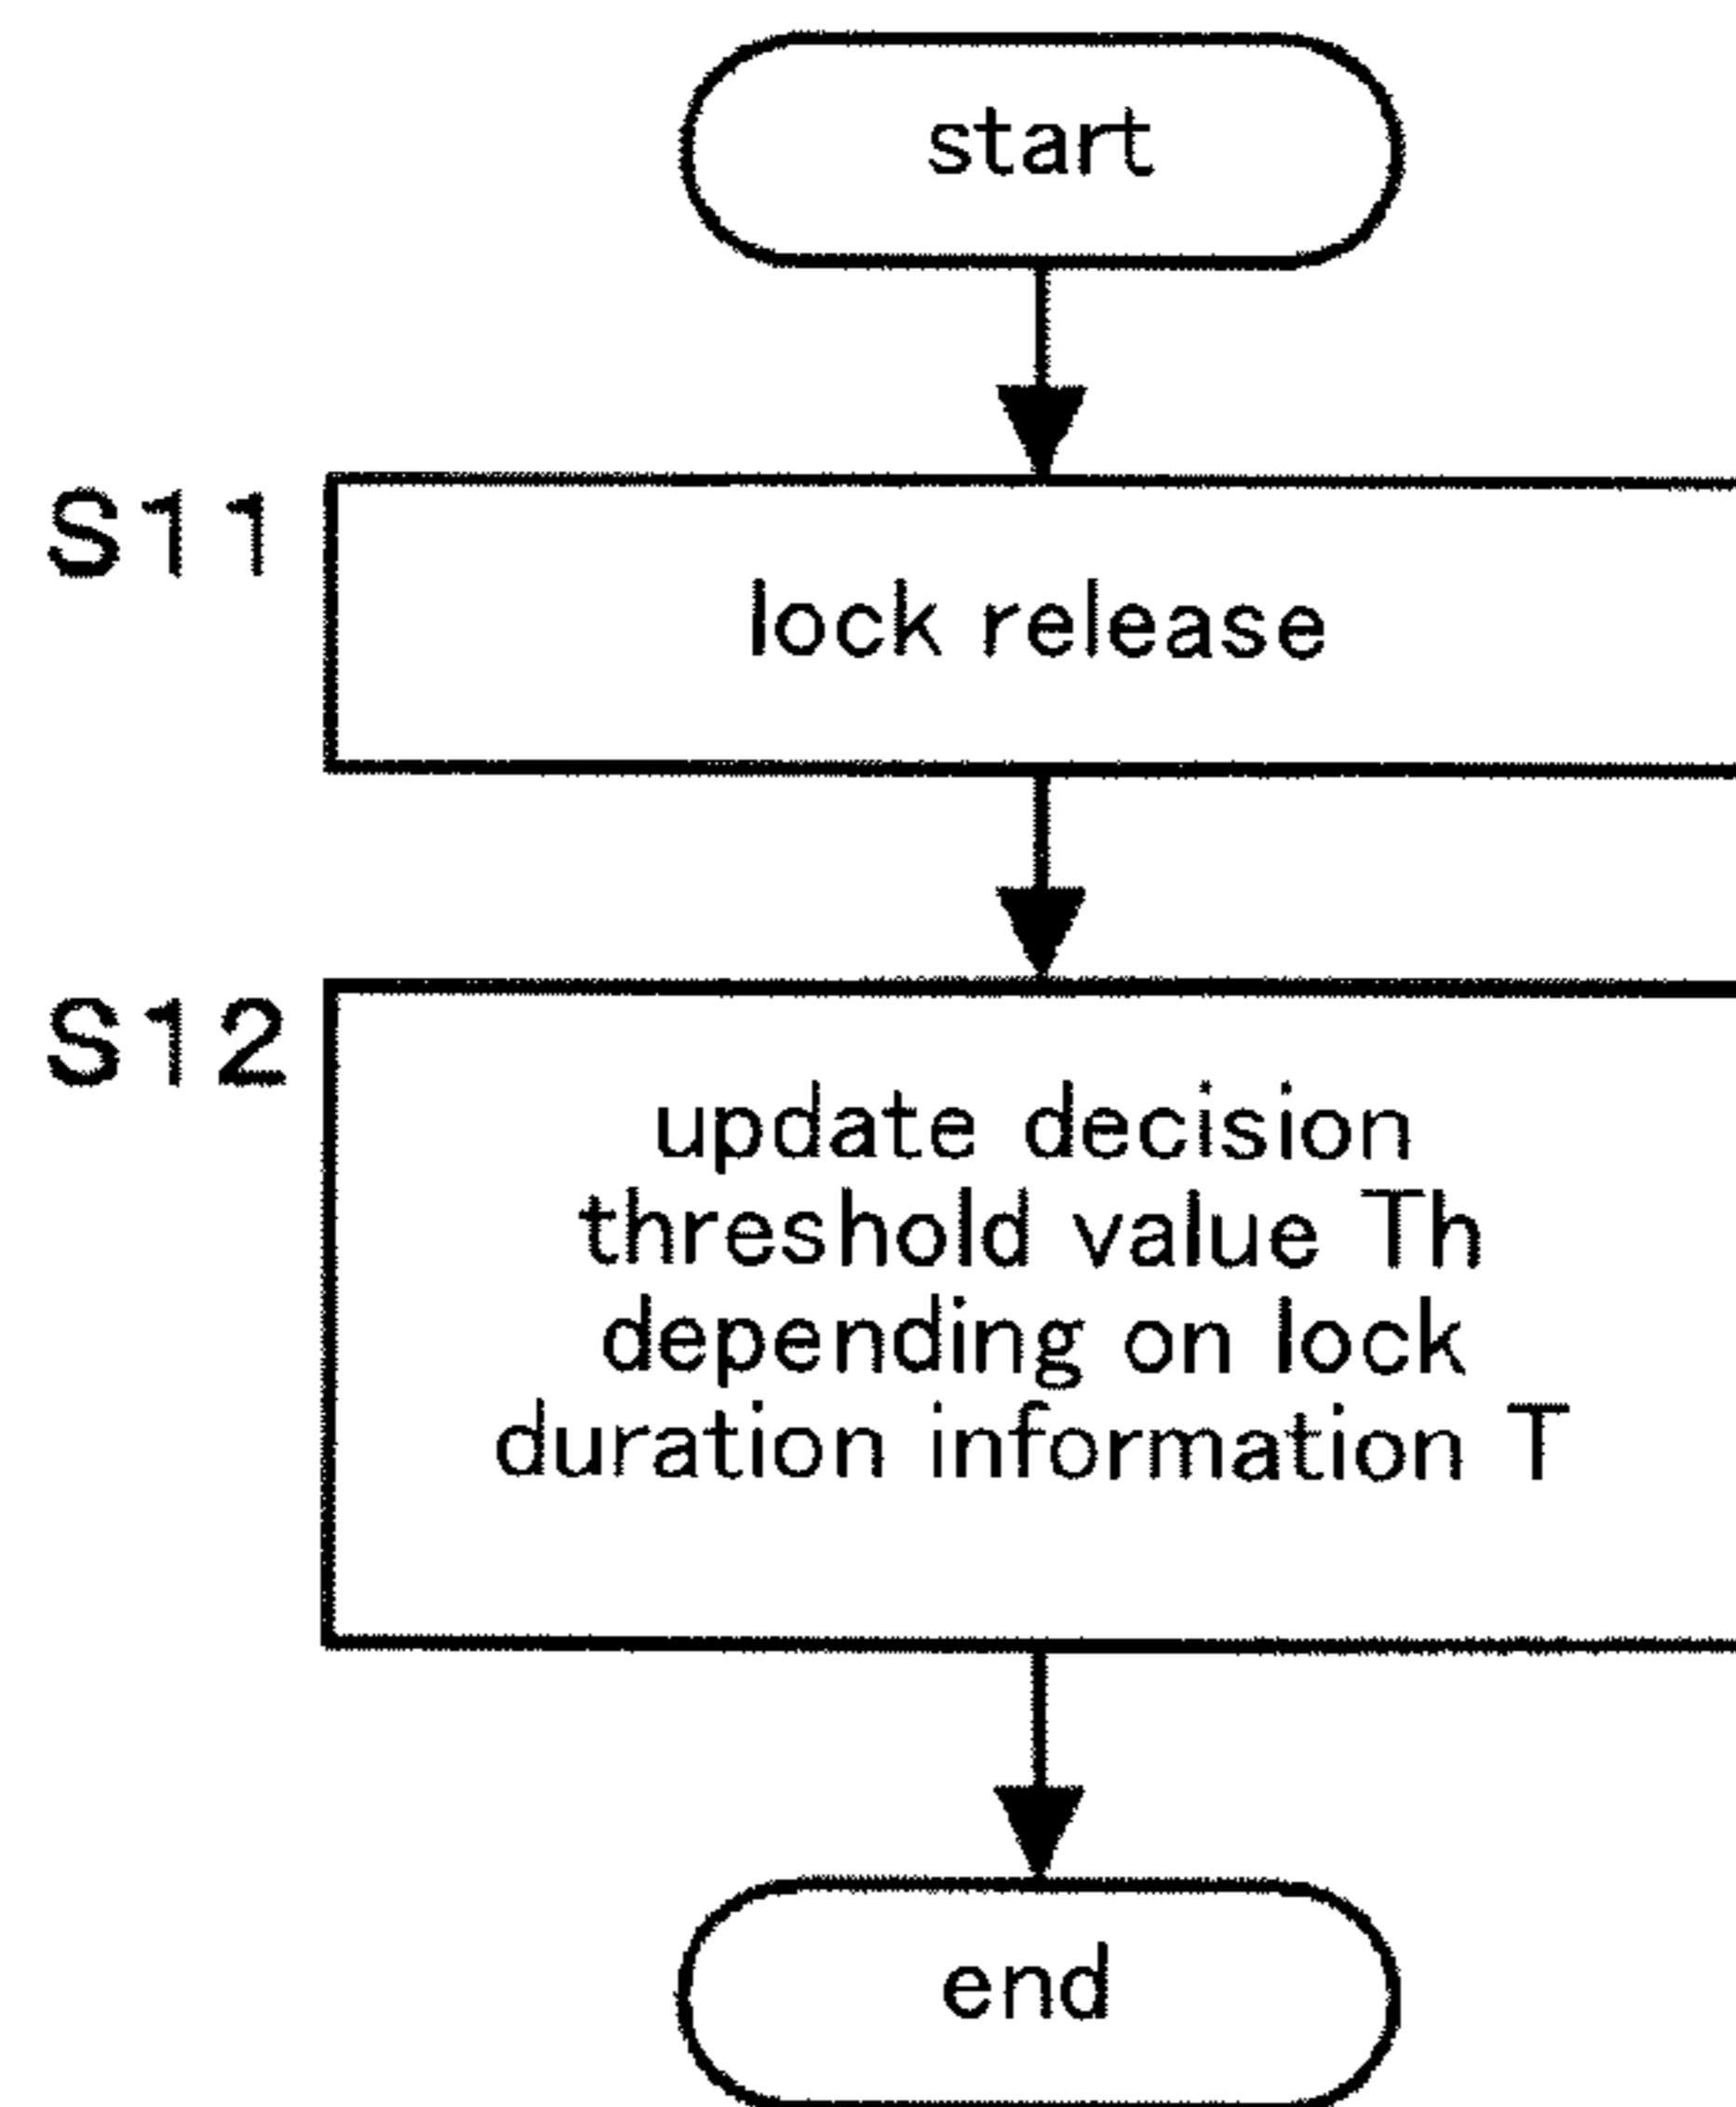 start
S11
lock release
S12
update decision
threshold value Th
depending on lock
duration information T
end